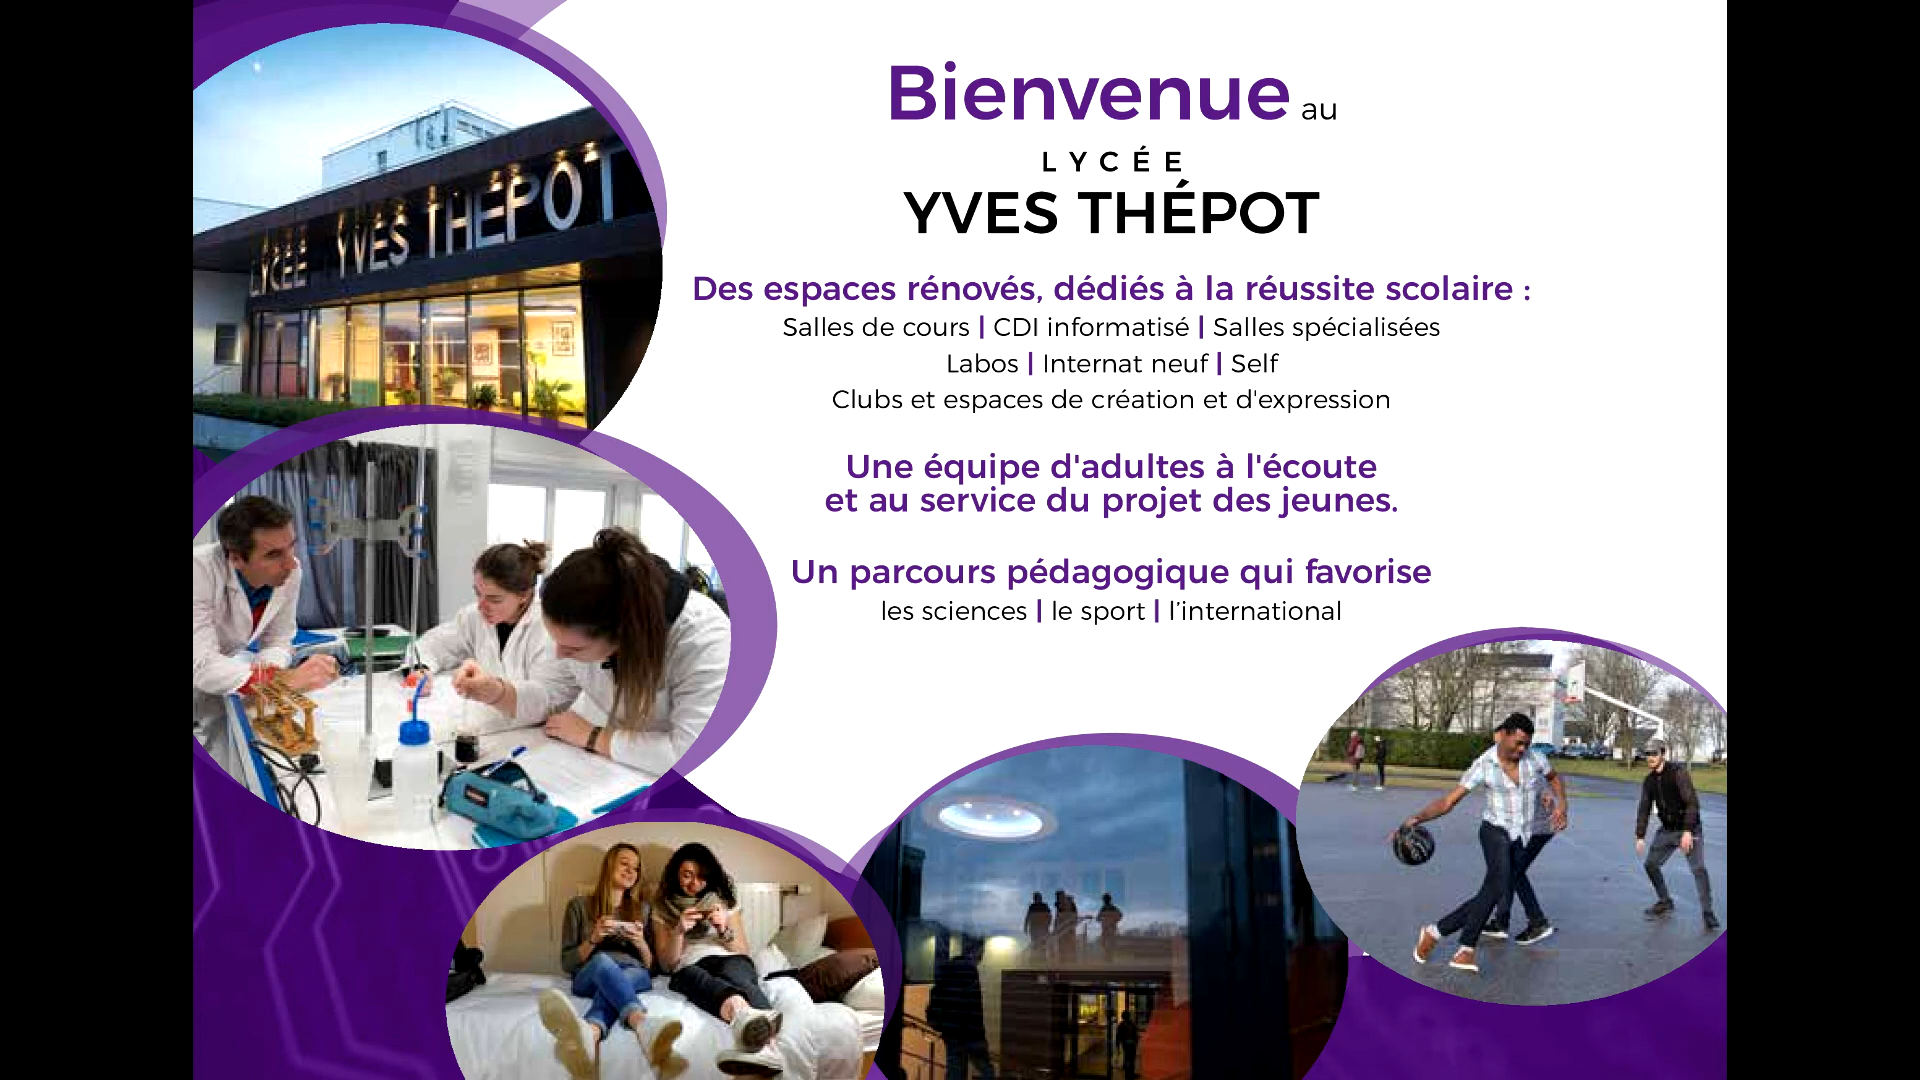 Bienvenue au
LYCÉE
YVES THÉPOT
Des espaces rénovés, dédiés à la réussite scolaire :
Salles de cours | CDI informatisé | Salles spécialisées
Labos | Internat neuf | Self
Clubs et espaces de création et d'expression
Une équipe d'adultes à l'écoute
et au service du projet des jeunes.
Un parcours pédagogique qui favorise
les sciences | le sport | l’international
LYCÉE YVES THÉPOT